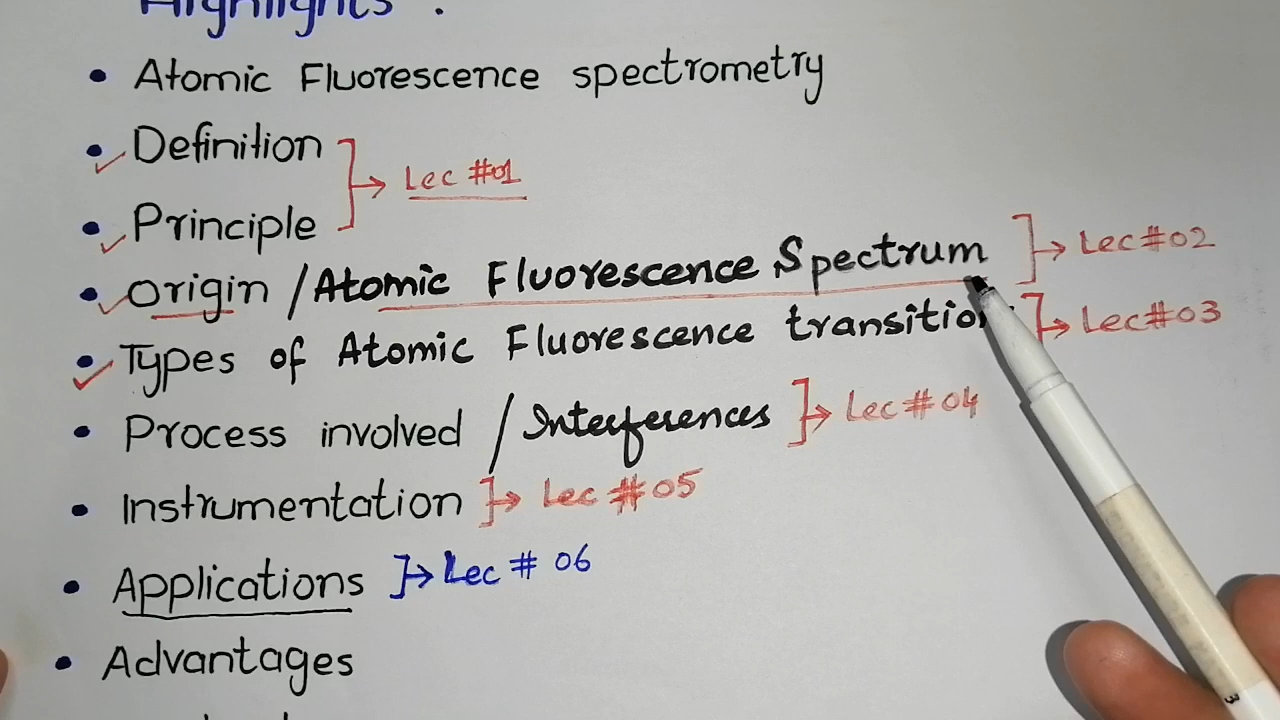 Highlights :
• Atomic Fluorescence spectrometry
• Definition
Lec #01
• Principle
• Origin / Atomic Fluorescence Spectrum → Lec#02
• Types of Atomic Fluorescence transition → Lec#03
• Process involved / Interferences → Lec # 04
• Instrumentation → Lec # 05
• Applications → Lec # 06
• Advantages